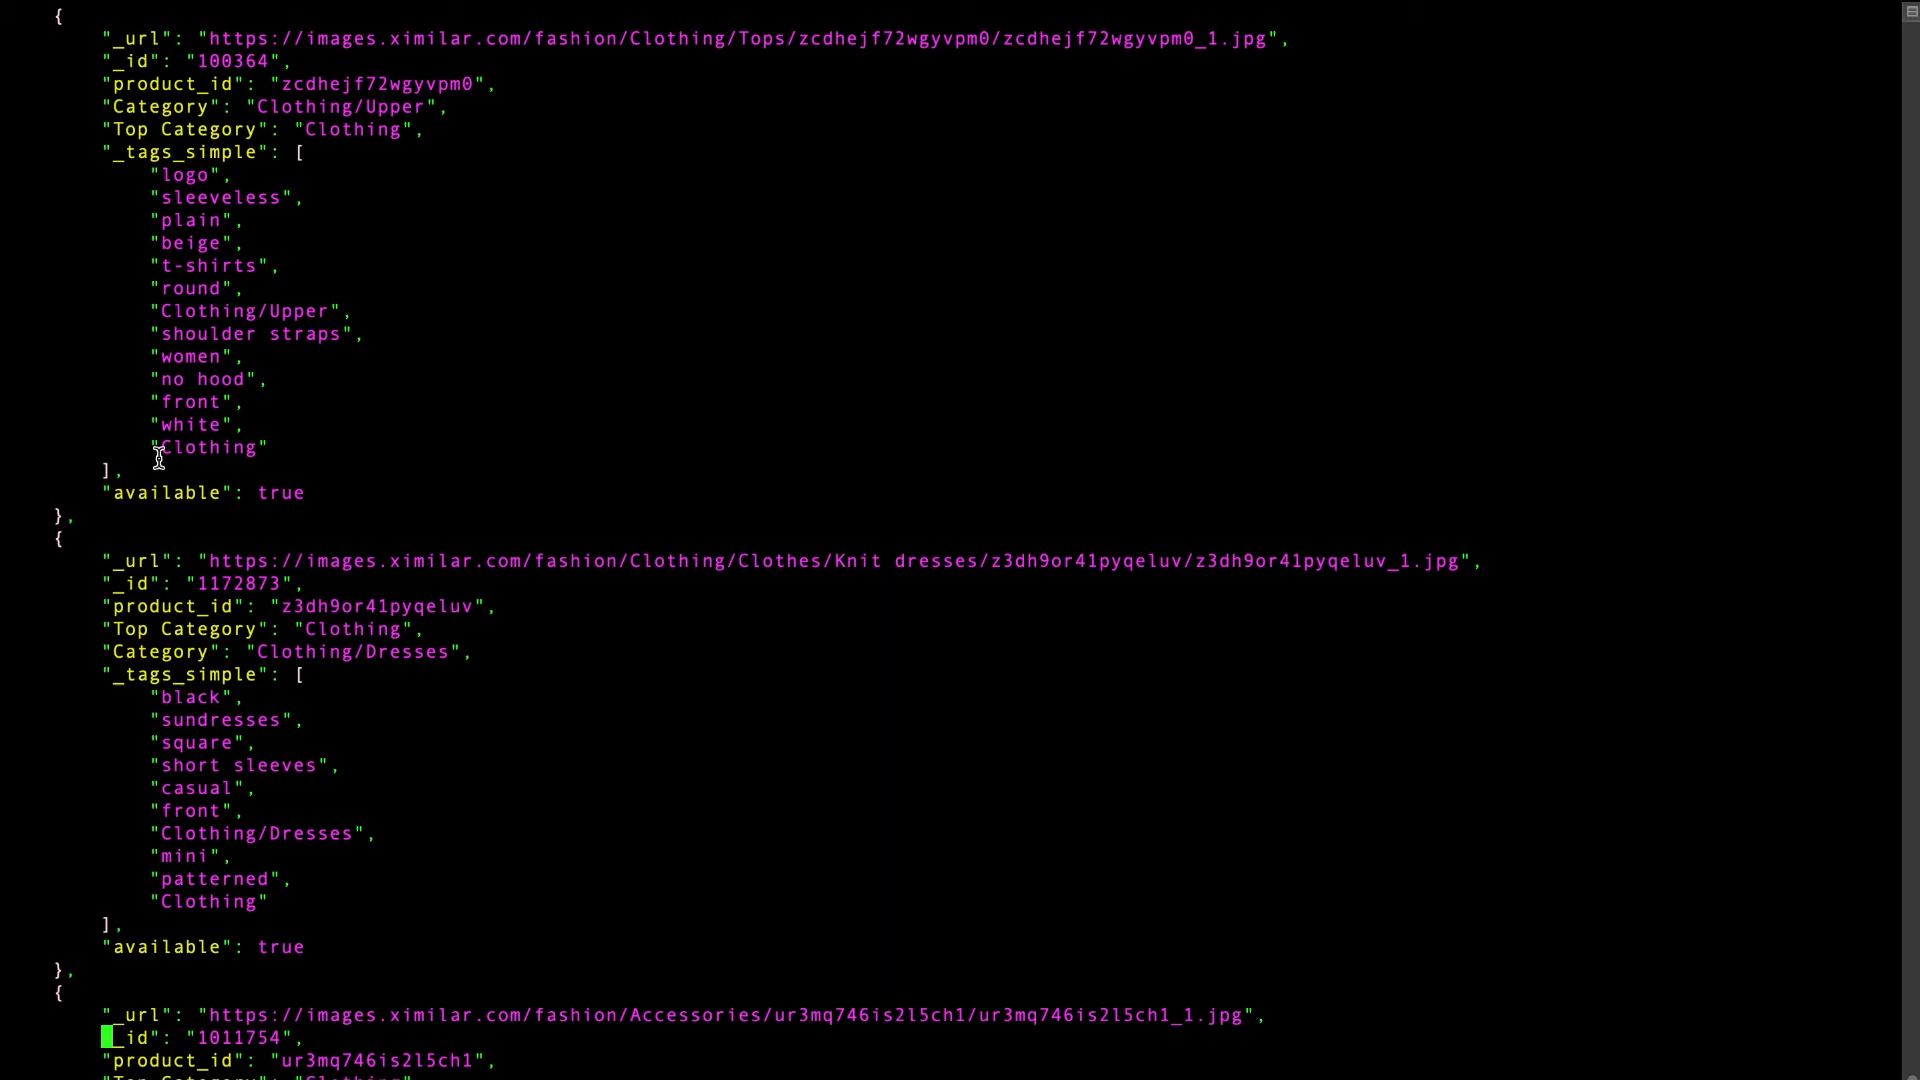 {
"_url": "https://images.ximilar.com/fashion/Clothing/Tops/zcdhejf72wgyvpm0/zcdhejf72wgyvpm0_1.jpg",
"_id": "100364",
"product_id": "zcdhejf72wgyvpm0",
"Category": "Clothing/Upper",
"Top Category": "Clothing",
"_tags_simple": [
"logo",
"sleeveless",
"plain",
"beige",
"t-shirts",
"round",
"Clothing/Upper",
"shoulder straps",
"women",
"no hood",
"front",
"white",
"Clothing"
],
"available": true
},
{
"_url": "https://images.ximilar.com/fashion/Clothing/Clothes/Knit dresses/z3dh9or41pyqeluv/z3dh9or41pyqeluv_1.jpg",
"_id": "1172873",
"product_id": "z3dh9or41pyqeluv",
"Top Category": "Clothing",
"Category": "Clothing/Dresses",
"_tags_simple": [
"black",
"sundresses",
"square",
"short sleeves",
"casual",
"front",
"Clothing/Dresses",
"mini",
"patterned",
"Clothing"
],
"available": true
},
{
"_url": "https://images.ximilar.com/fashion/Accessories/ur3mq746is2l5ch1/ur3mq746is2l5ch1_1.jpg",
_id": "1011754",
"product_id": "ur3mq746is2l5ch1",
"Top Category": "Clothing"